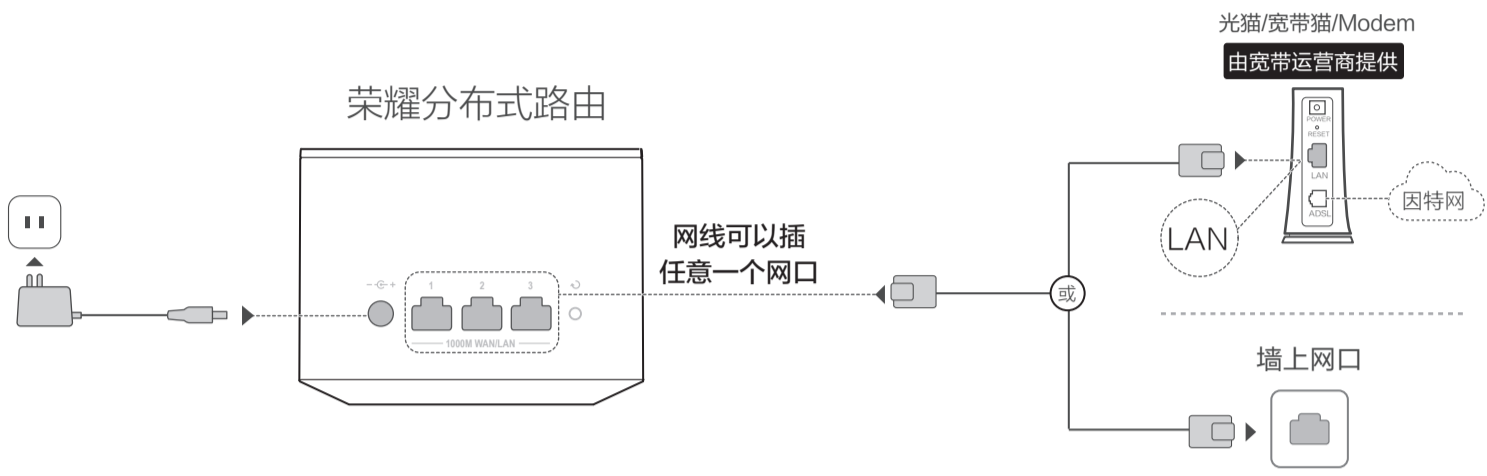 光猫/宽带猫/Modem
由宽带运营商提供
荣耀分布式路由
POWER
RESET
LAN
ADSL
因特网
LAN
网线可以插
任意一个网口
1 2 3
1000M WAN/LAN
或
墙上网口